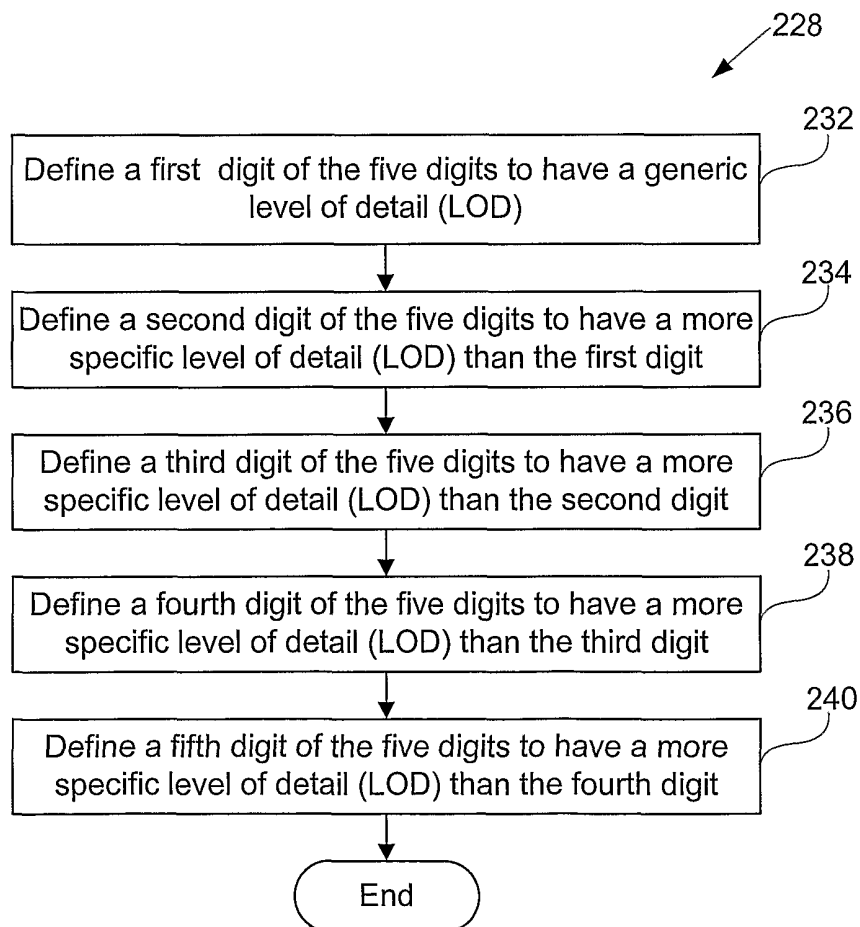 228
232
Define a first digit of the five digits to have a generic
level of detail (LOD)
234
Define a second digit of the five digits to have a more
specific level of detail (LOD) than the first digit
236
Define a third digit of the five digits to have a more
specific level of detail (LOD) than the second digit
238
Define a fourth digit of the five digits to have a more
specific level of detail (LOD) than the third digit
240
Define a fifth digit of the five digits to have a more
specific level of detail (LOD) than the fourth digit
End